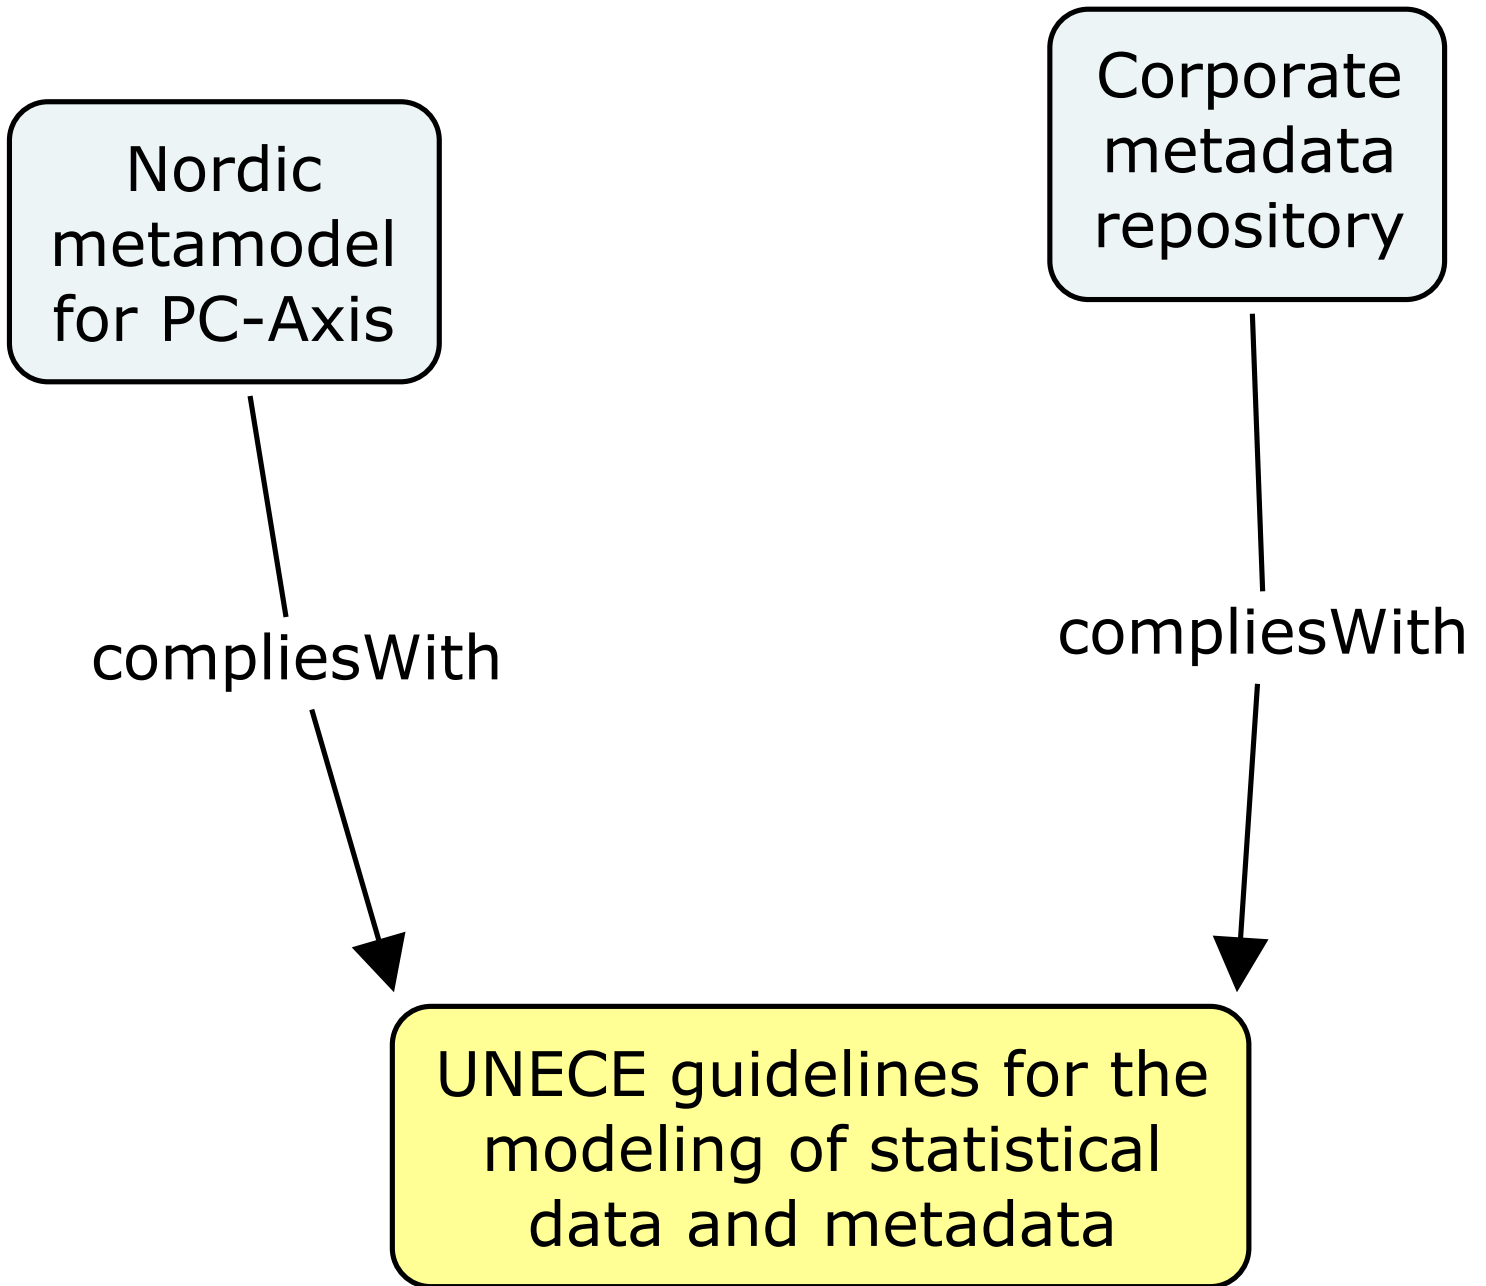 Nordic
metamodel
for PC-Axis
Corporate
metadata
repository
compliesWith
compliesWith
UNECE guidelines for the
modeling of statistical
data and metadata